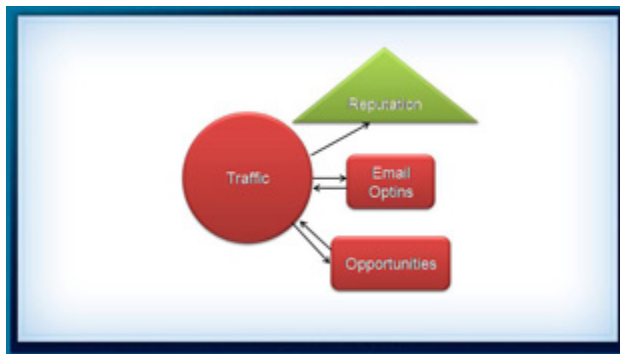 Reputation
Traffic
Email
Optins
Opportunities